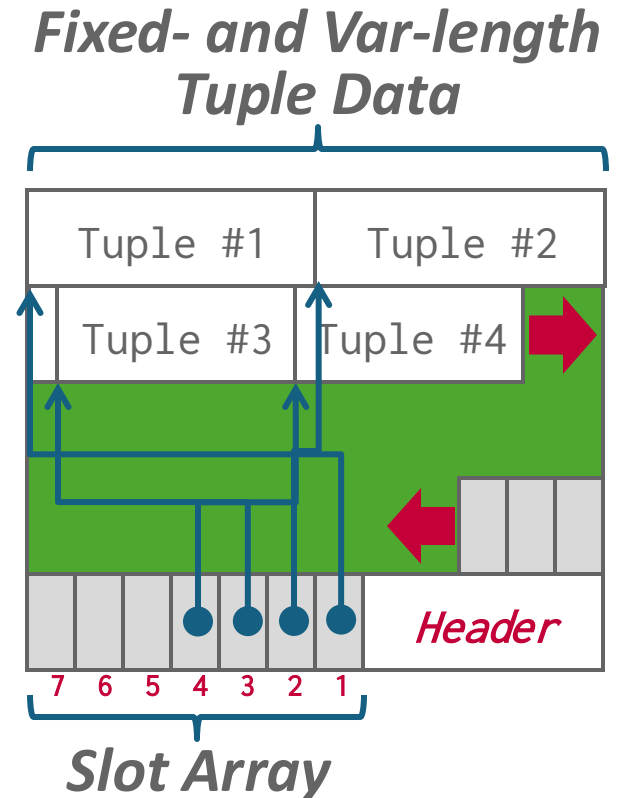 Fixed- and Var-length
Tuple Data
Tuple #1 Tuple #2
Tuple #3 Tuple #4
Header
7 6 5 4 3 2 1
Slot Array